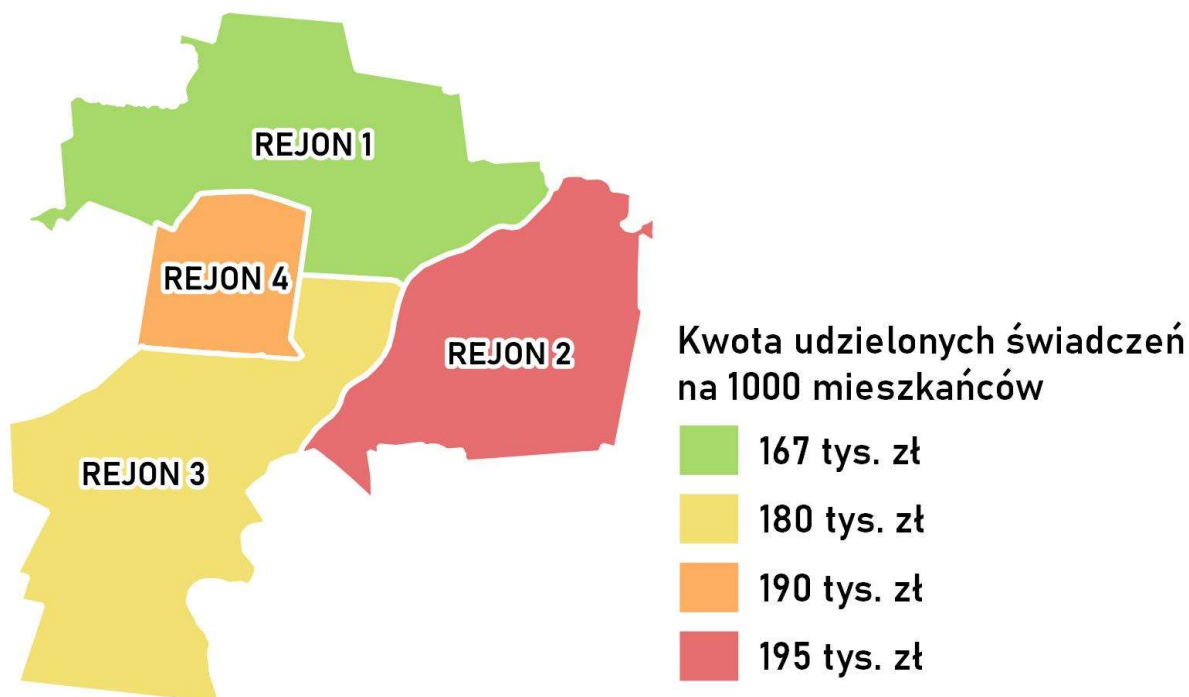 REJON 1
REJON 4
REJON 2
REJON 3
Kwota udzielonych świadczeń
na 1000 mieszkańców
167 tys. zł
180 tys. zł
190 tys. zł
195 tys. zł